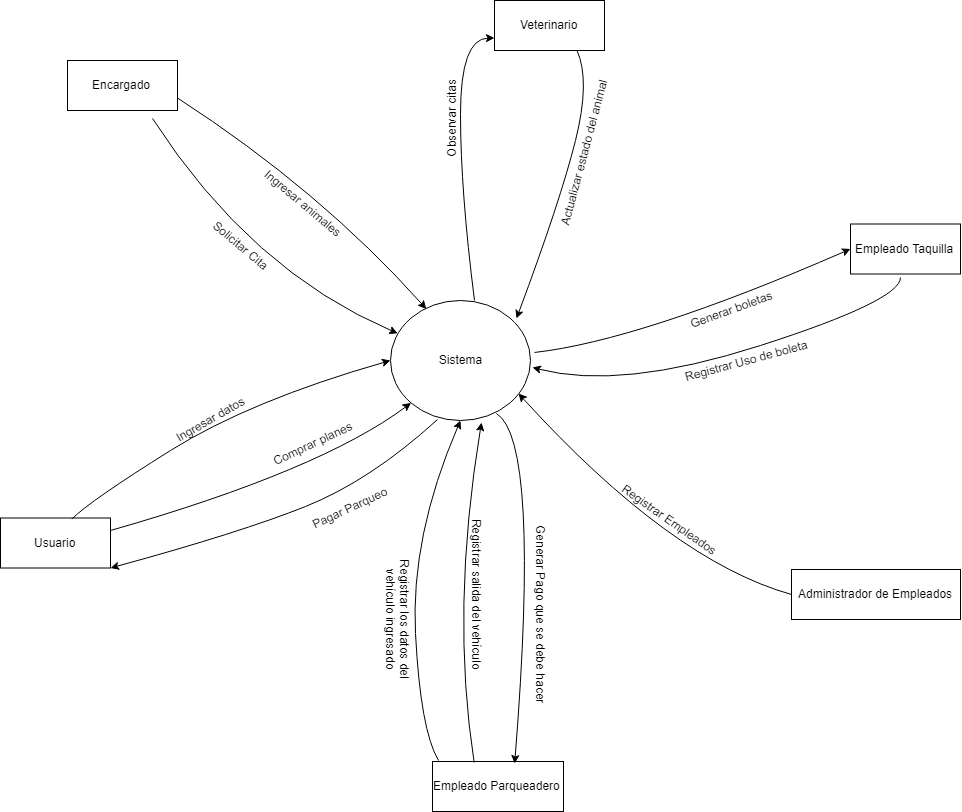 Veterinario
Encargado
Observar citas
Actualizar estado del animal
Ingresar animales
Solicitar Cita
Empleado Taquilla
Generar boletas
Registrar Uso de boleta
Sistema
Ingresar datos
Comprar planes
Pagar Parqueo
Usuario
Registrar Empleados
Administrador de Empleados
Registrar los datos del
vehículo ingresado
Registrar salida del vehículo
Generar Pago que se debe hacer
Empleado Parqueadero